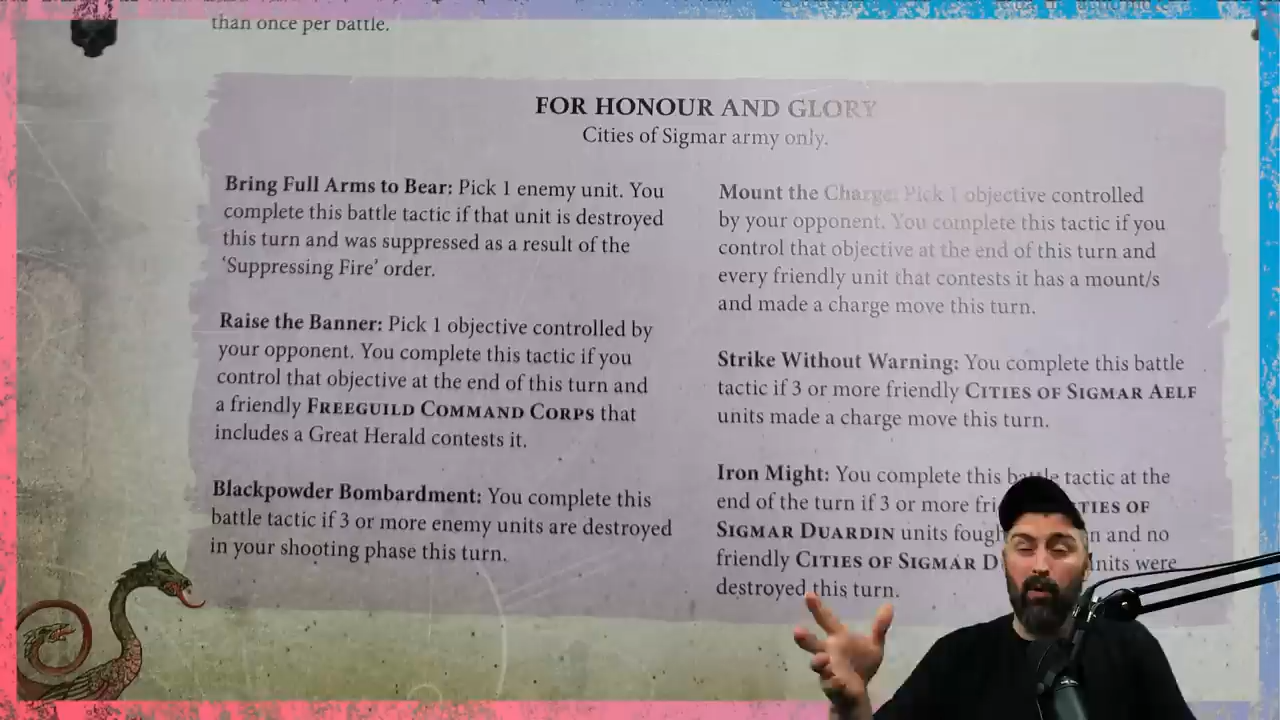 than once per battle.
FOR HONOUR AND GLORY
Cities of Sigmar army only.
Bring Full Arms to Bear: Pick 1 enemy unit. You
complete this battle tactic if that unit is destroyed
this turn and was suppressed as a result of the
‘Suppressing Fire’ order.
Raise the Banner: Pick 1 objective controlled by
your opponent. You complete this tactic if you
control that objective at the end of this turn and
a friendly FREEGUILD COMMAND CORPS that
includes a Great Herald contests it.
Blackpowder Bombardment: You complete this
battle tactic if 3 or more enemy units are destroyed
in your shooting phase this turn.
Mount the Charge: Pick 1 objective controlled
by your opponent. You complete this tactic if you
control that objective at the end of this turn and
every friendly unit that contests it has a mount/s
and made a charge move this turn.
Strike Without Warning: You complete this battle
tactic if 3 or more friendly CITIES OF SIGMAR AELF
units made a charge move this turn.
Iron Might: You complete this battle tactic at the
end of the turn if 3 or more OF
SIGMAR DUARDIN units and no
friendly CITIES OF SIGMAR were
destroyed this turn.